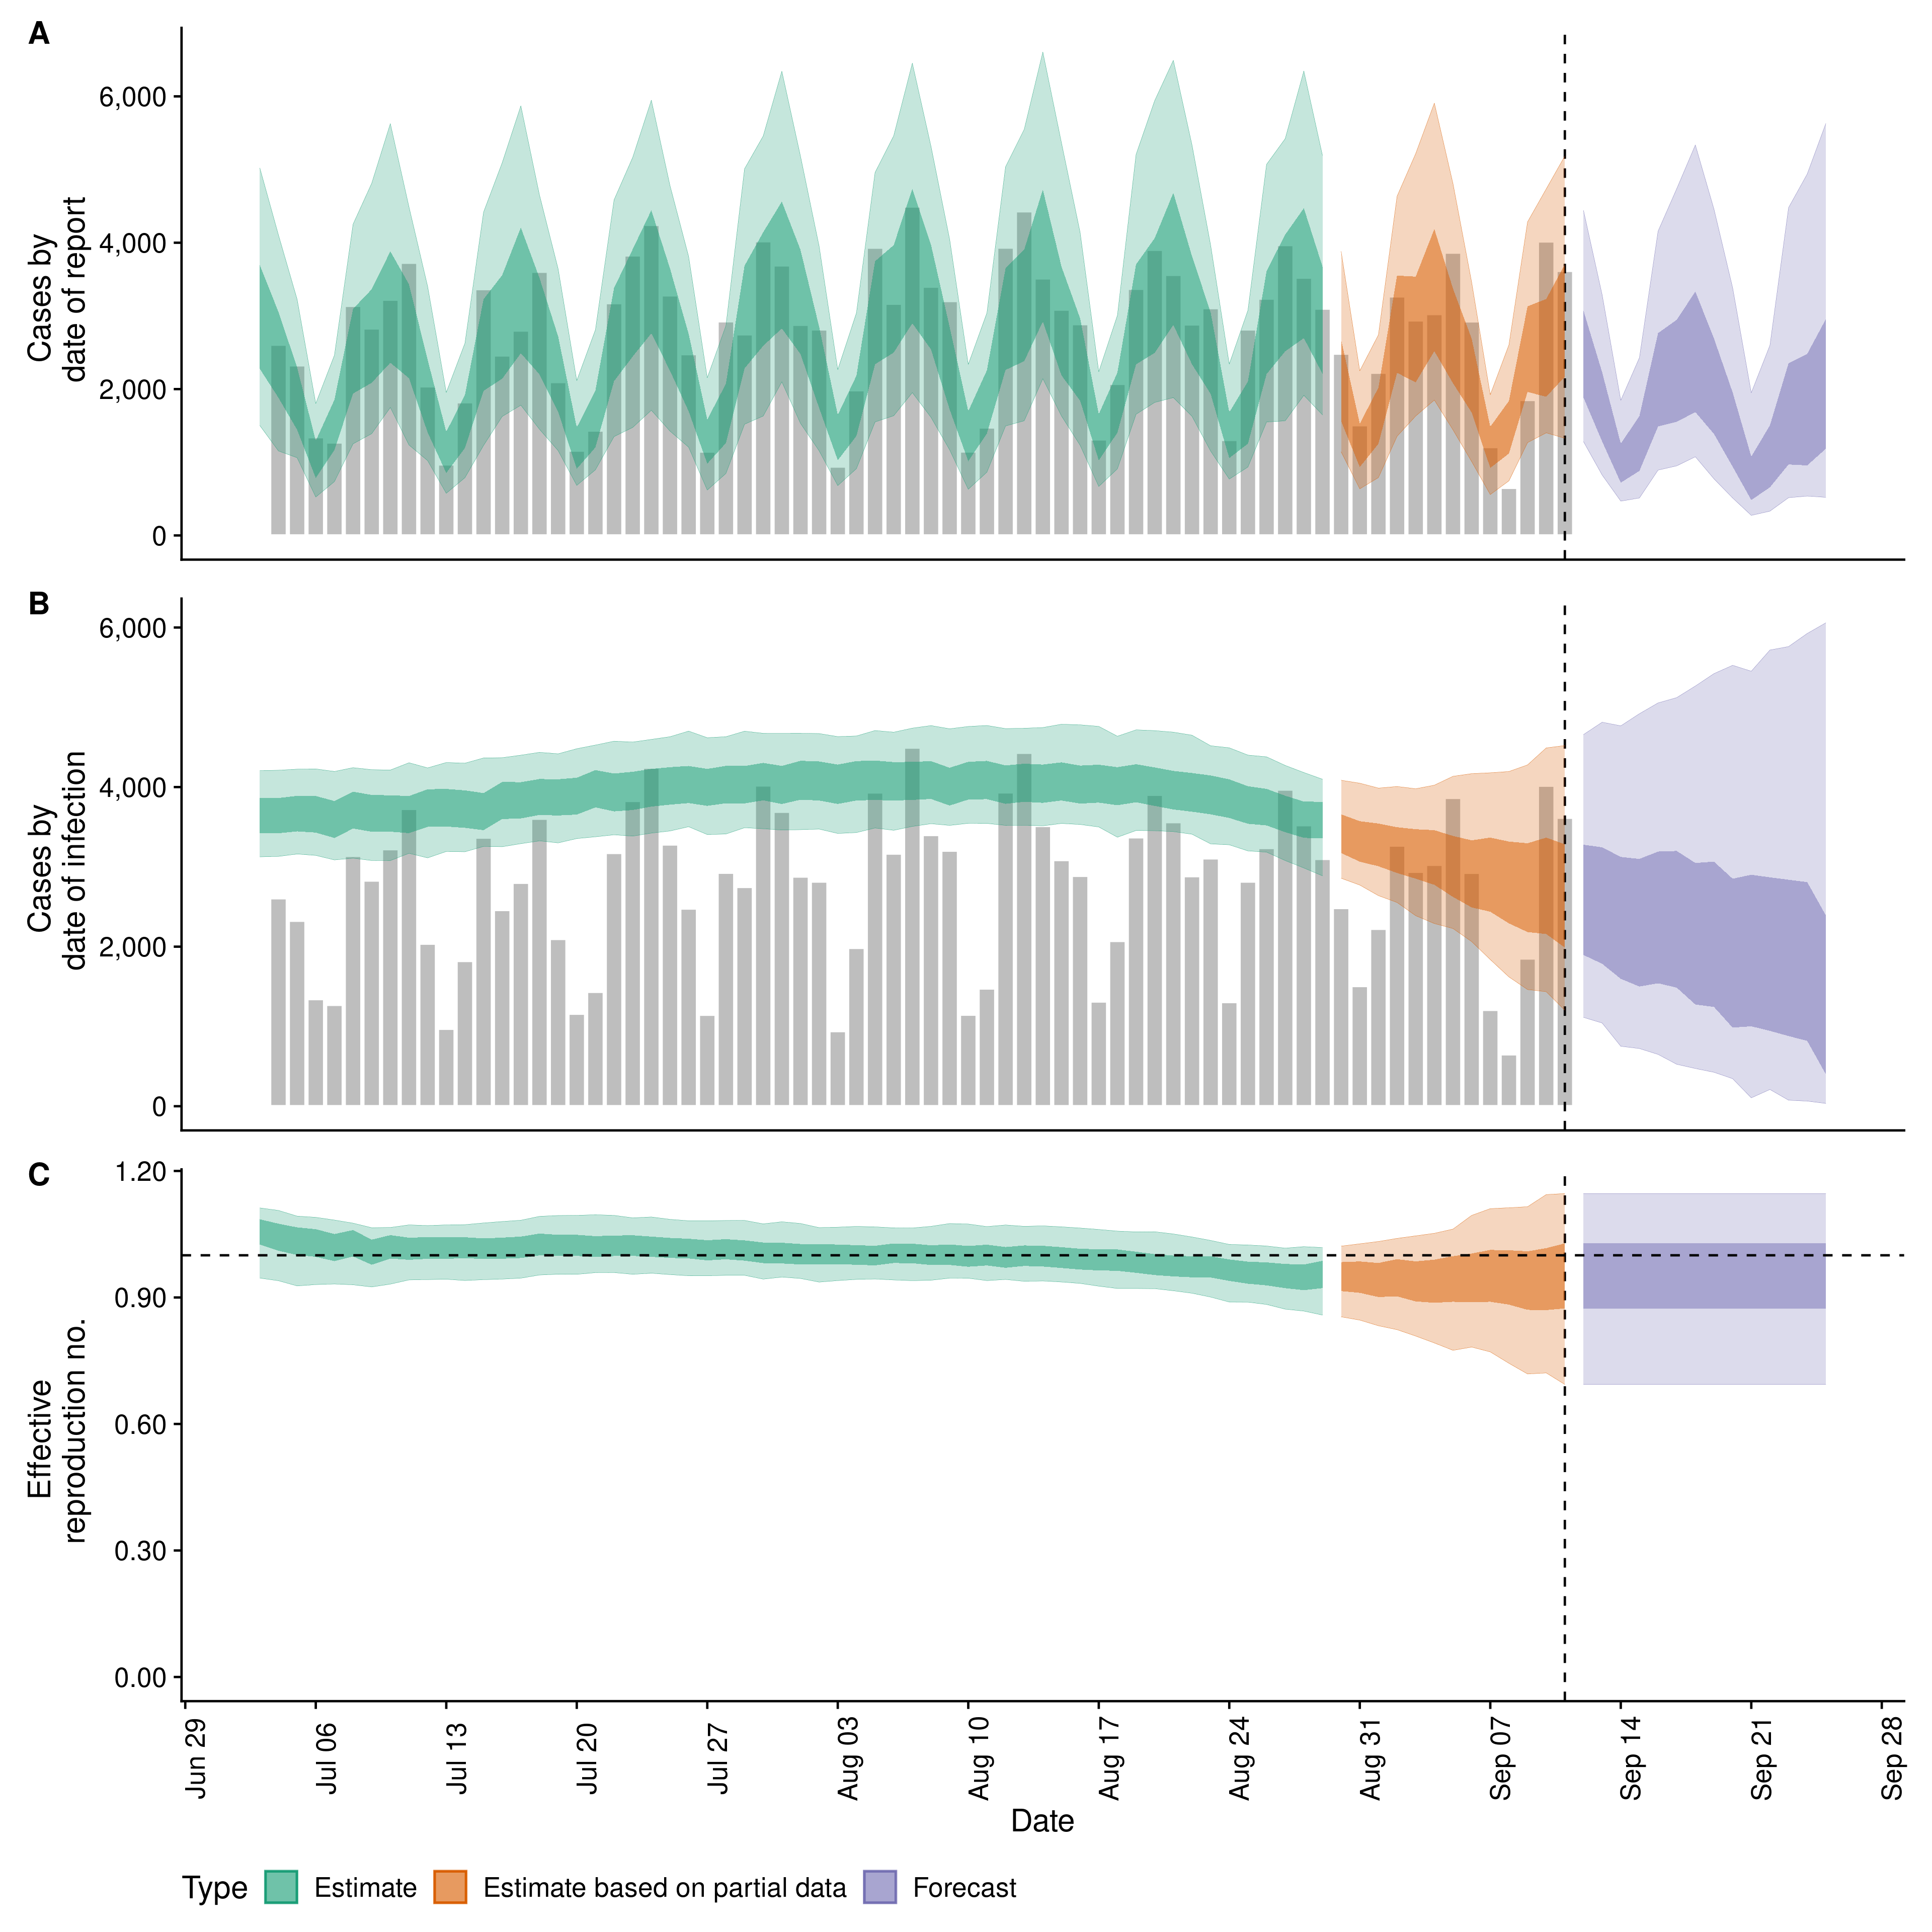 A
Cases by
date of report
6,000
4,000
2,000
0
B
Cases by
date of infection
6,000
4,000
2,000
0
C
Effective
reproduction no.
1.20
0.90
0.60
0.30
0.00
Jun 29
Jul 06
Jul 13
Jul 20
Jul 27
Aug 03
Aug 10
Aug 17
Aug 24
Aug 31
Sep 07
Sep 14
Sep 21
Sep 28
Date
Type Estimate Estimate based on partial data Forecast